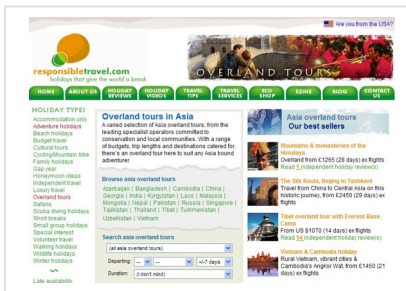 Are you from the USA?
responsibletravel.com
holidays that give the world a break
OVERLAND TOURS
HOME
ABOUT US
HOLIDAY REVIEWS
HOLIDAY VIDEOS
TRAVEL TIPS
TRAVEL SERVICES
ECO SHOP
EZINE
BLOG
CONTACT US
HOLIDAY TYPE:
Accommodation only
Adventure holidays
Beach holidays
Budget travel
Cultural tours
Cycling/Mountain bike
Family holidays
Gap year
Honeymoon ideas
Independent travel
Luxury travel
Overland tours
Safaris
Scuba diving holidays
Short breaks
Small group holidays
Special interest
Volunteer travel
Walking holidays
Wildlife holidays
Winter holidays
Late availability
Overland tours in Asia
A varied selection of Asia overland tours, from the
leading specialist operators committed to
conservation and local communities. With a range
of budgets, trip lengths and destinations catered for,
there's an overland tour here to suit any Asia bound
adventurer!
Browse asia overland tours
Azerbaijan | Bangladesh | Cambodia | China |
Georgia | India | Kyrgyzstan | Laos | Malaysia |
Mongolia | Nepal | Pakistan | Russia | Singapore |
Tajikistan | Thailand | Tibet | Turkmenistan |
Uzbekistan | Vietnam
Search asia overland tours
(all asia overland tours)
Departing: -- -- +/-7 days
Duration: (I don't mind)
Asia overland tours
Our best sellers
Mountains & monasteries of the
Himalaya
Overland from £1265 (28 days) ex flights
Read 1 independent holiday review(s)
The Silk Route, Beijing to Tashkent
Travel from China to Central Asia on this
historic journey, from £2450 (29 days) ex
flights
Tibet overland tour with Everest Base
Camp
From US $1070 (14 days) ex flights
Read 14 independent holiday review(s)
Vietnam & Cambodia holiday
Rural Vietnam, vibrant cities &
Cambodia's Angkor Wat, from £1450 (21
days) ex flights